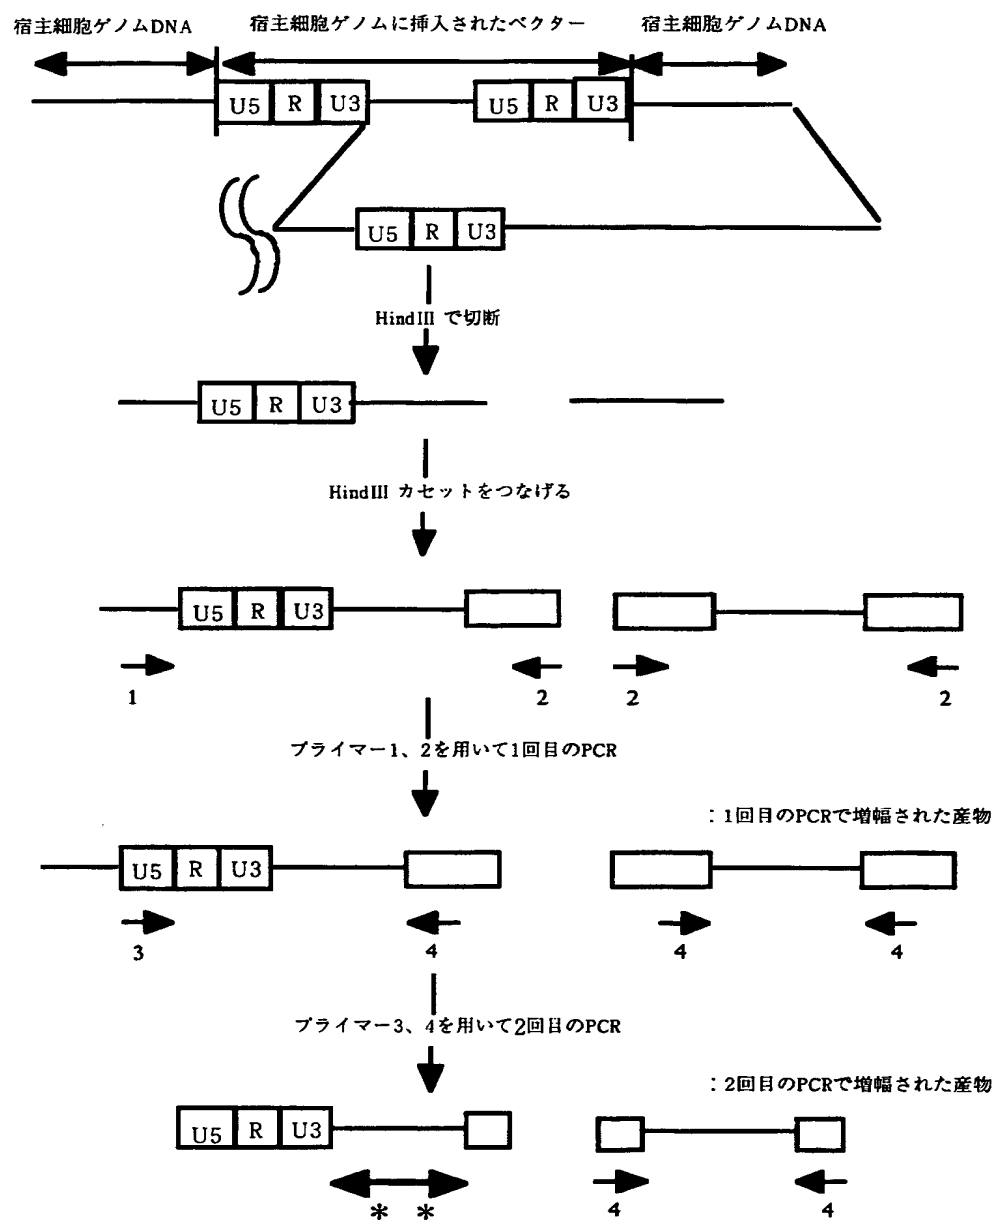 宿主細胞ゲノムDNA 宿主細胞ゲノムに挿入されたベクター 宿主細胞ゲノムDNA
U5 R U3 U5 R U3
U5 R U3
HindIII で切断
U5 R U3
HindIII カセットをつなげる
U5 R U3
1 2 2 2
プライマー1、2を用いて1回目のPCR
：1回目のPCRで増幅された産物
U5 R U3
3 4 4 4
プライマー3、4を用いて2回目のPCR
：2回目のPCRで増幅された産物
U5 R U3
＊ ＊ 4 4